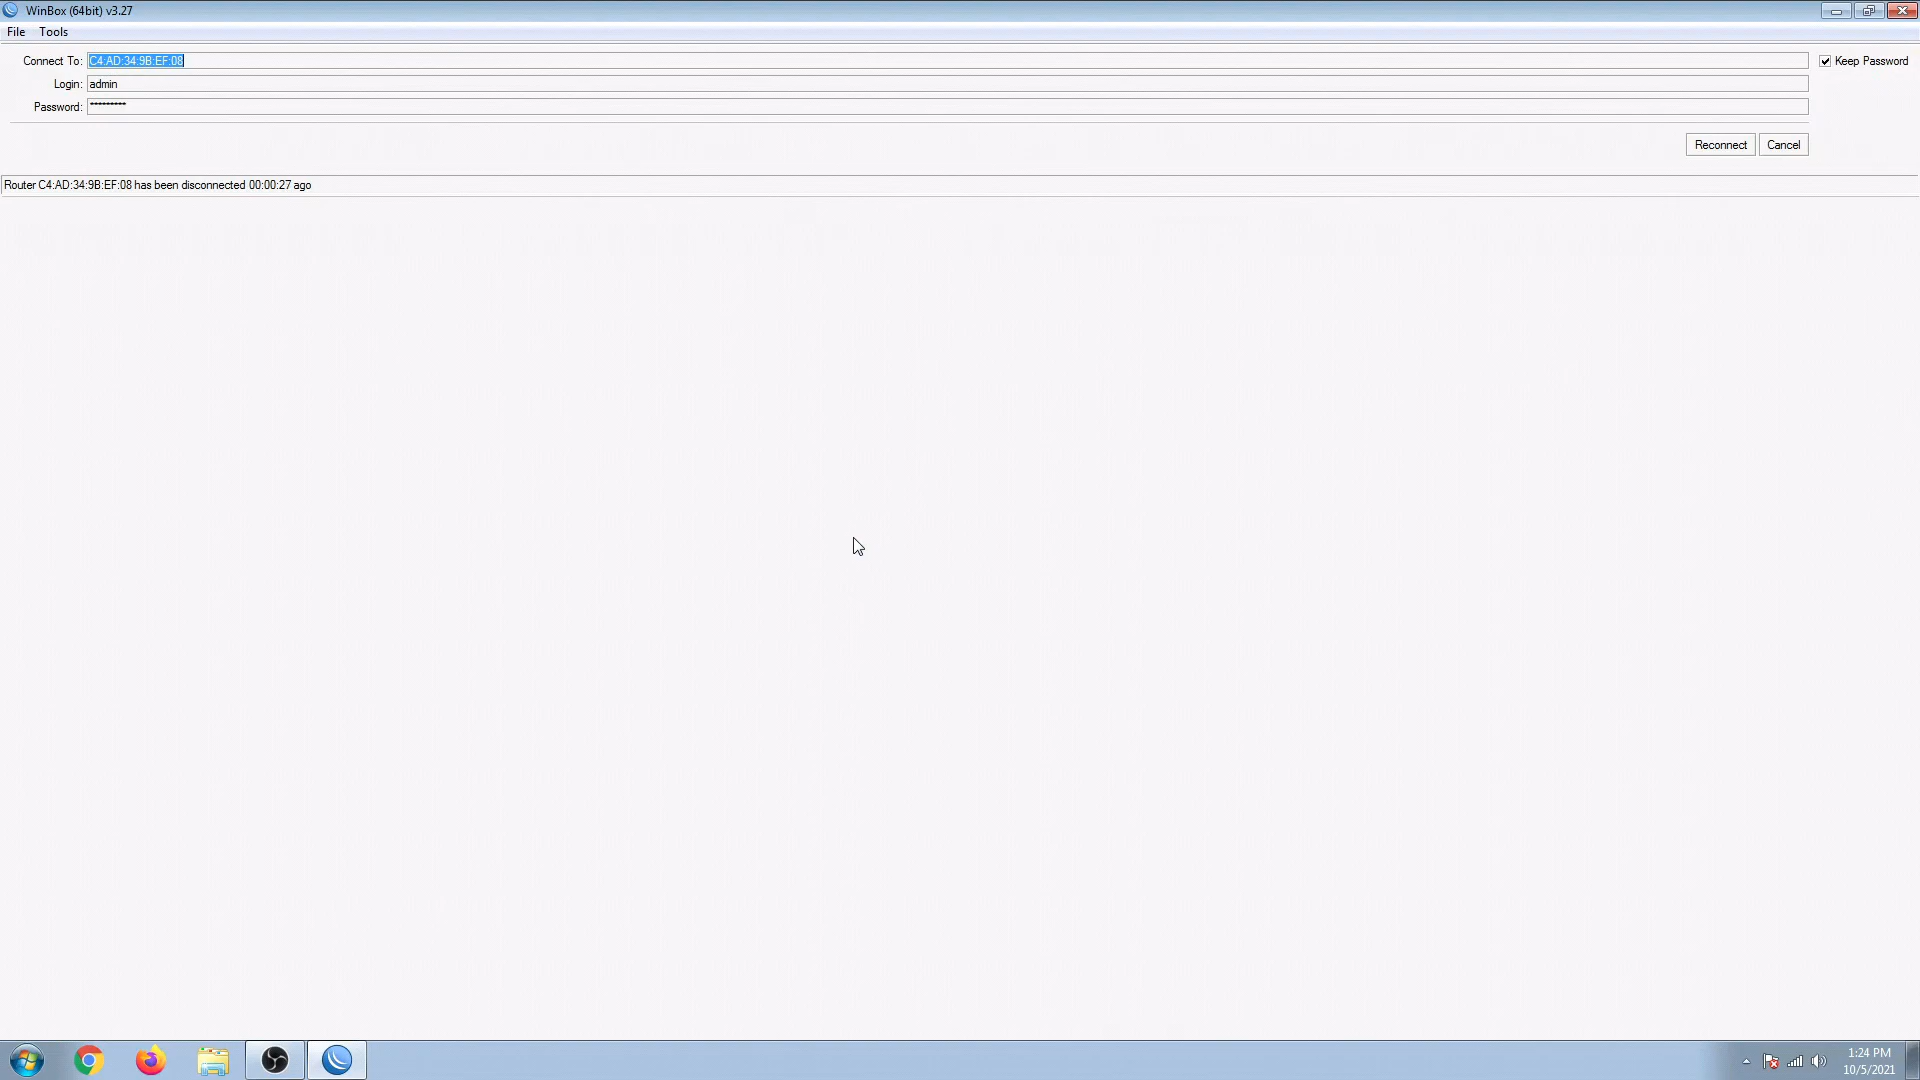 WinBox (64bit) v3.27
File Tools
Connect To: C4:AD:34:9B:EF:08 Keep Password
Login: admin
Password: *********
Reconnect Cancel
Router C4:AD:34:9B:EF:08 has been disconnected 00:00:27 ago
1:24 PM
10/5/2021